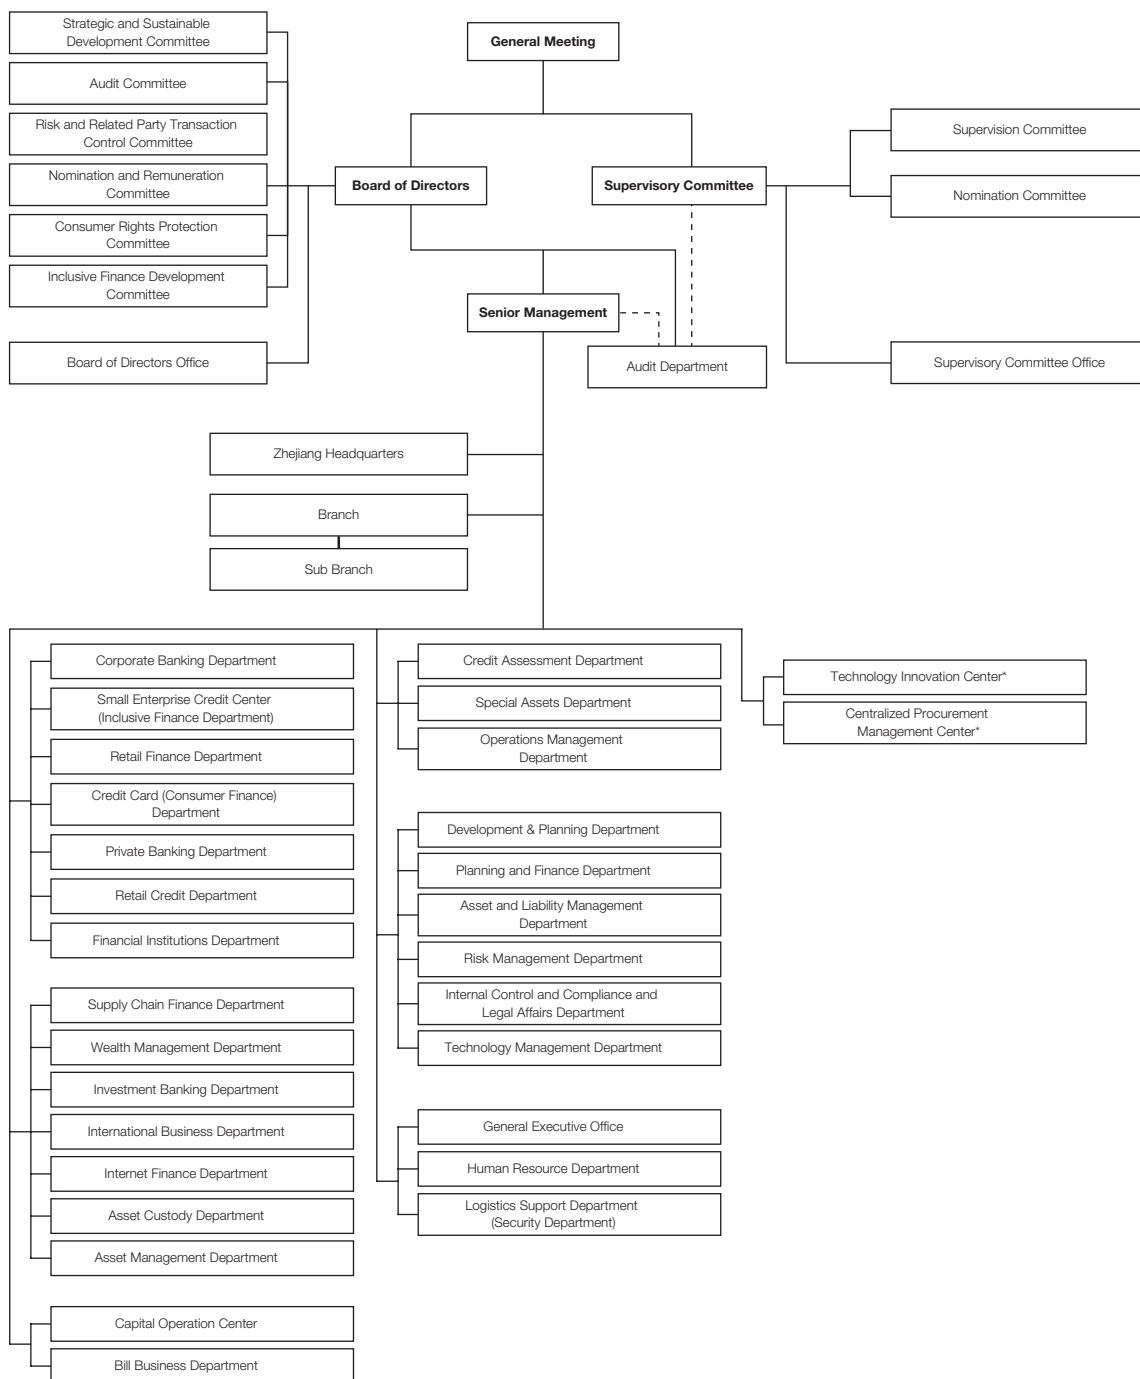 Strategic and Sustainable
Development Committee
General Meeting
Audit Committee
Risk and Related Party Transaction
Control Committee
Supervision Committee
Nomination and Remuneration
Committee
Board of Directors
Supervisory Committee
Nomination Committee
Consumer Rights Protection
Committee
Inclusive Finance Development
Committee
Senior Management
Board of Directors Office
Audit Department
Supervisory Committee Office
Zhejiang Headquarters
Branch
Sub Branch
Corporate Banking Department
Small Enterprise Credit Center
(Inclusive Finance Department)
Retail Finance Department
Credit Card (Consumer Finance)
Department
Private Banking Department
Retail Credit Department
Financial Institutions Department
Supply Chain Finance Department
Wealth Management Department
Investment Banking Department
International Business Department
Internet Finance Department
Asset Custody Department
Asset Management Department
Capital Operation Center
Bill Business Department
Credit Assessment Department
Special Assets Department
Operations Management
Department
Development & Planning Department
Planning and Finance Department
Asset and Liability Management
Department
Risk Management Department
Internal Control and Compliance and
Legal Affairs Department
Technology Management Department
General Executive Office
Human Resource Department
Logistics Support Department
(Security Department)
Technology Innovation Center*
Centralized Procurement
Management Center*